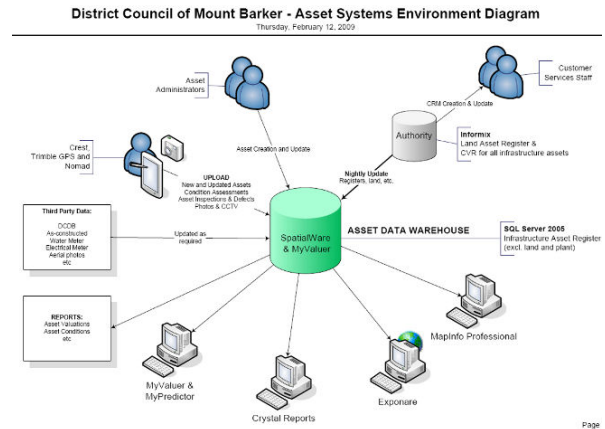 District Council of Mount Barker - Asset Systems Environment Diagram
Thursday, February 12, 2009
Asset
Administrators
Customer
Services Staff
CRM Creation & Update
Authority
Informix
Land Asset Register &
CVR for all infrastructure assets
Crest,
Trimble GPS and
Nomad
Asset Creation and Update
UPLOAD
New and Updated Assets
Condition Assessments
Asset Inspections & Defects
Photos & CCTV
Nightly Update
Registers, land, etc.
Third Party Data:
DCDB
As-constructed
Water Meter
Electrical Meter
Aerial photos
etc
Updated as
required
SpatialWare
& MyValuer
ASSET DATA WAREHOUSE
SQL Server 2005
Infrastructure Asset Register
(excl. land and plant)
REPORTS:
Asset Valuations
Asset Conditions
etc
MyValuer &
MyPredictor
Crystal Reports
Exponare
MapInfo Professional
Page